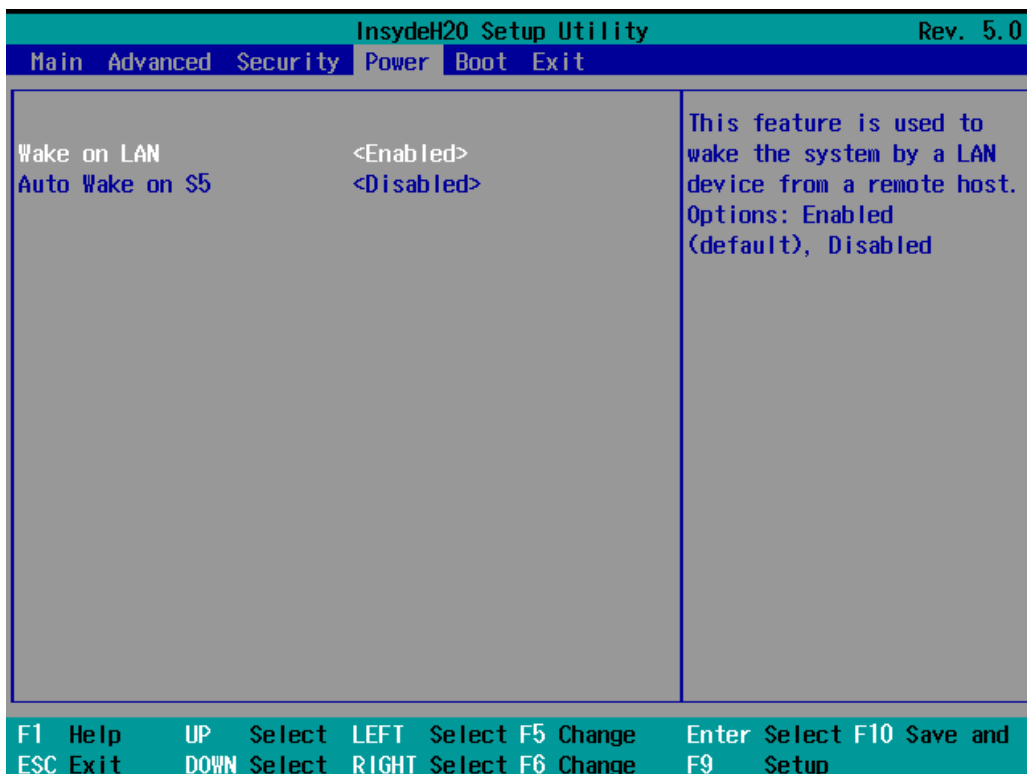 InsydeH20 Setup Utility Rev. 5.0
Main Advanced Security Power Boot Exit
Wake on LAN <Enabled>
Auto Wake on S5 <Disabled>
This feature is used to
wake the system by a LAN
device from a remote host.
Options: Enabled
(default), Disabled
F1 Help UP Select LEFT Select F5 Change Enter Select F10 Save and
ESC Exit DOWN Select RIGHT Select F6 Change F9 Setup